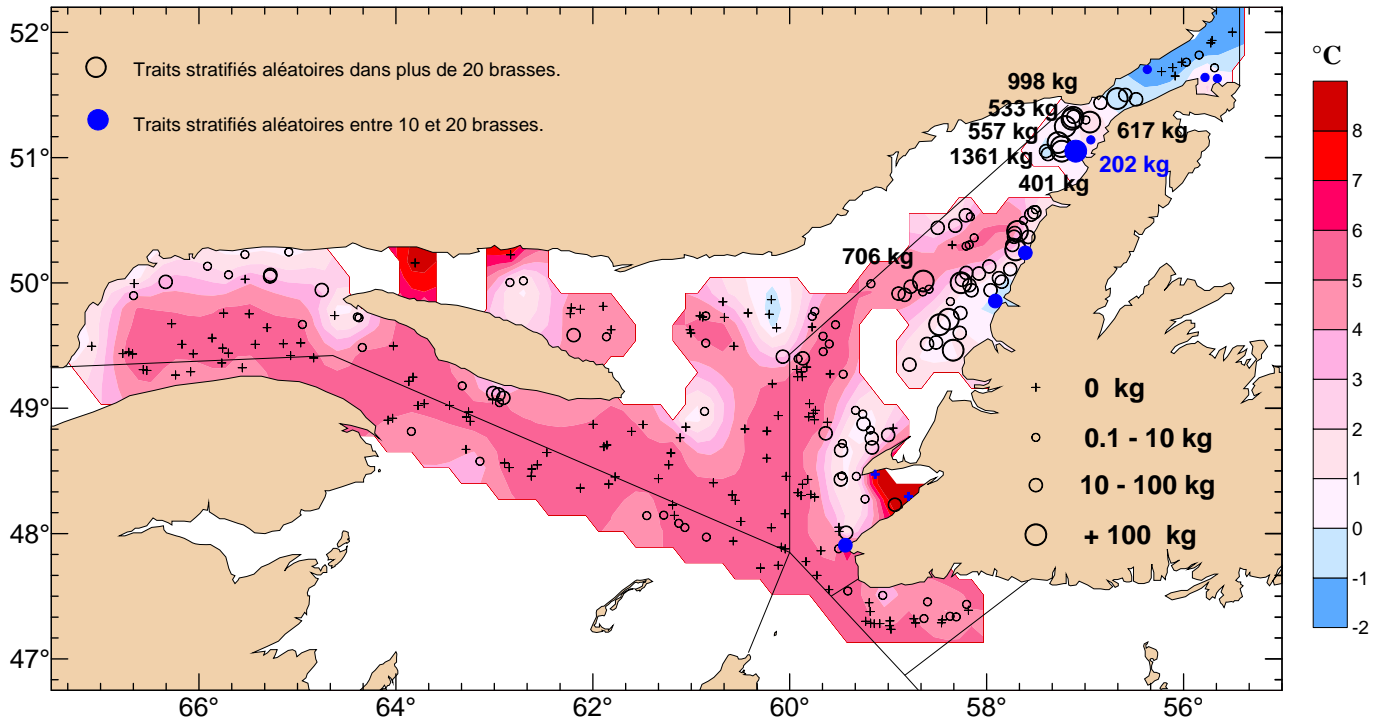 52°
51°
50°
49°
48°
47°
66°
64°
62°
60°
58°
56°
Traits stratifiés aléatoires dans plus de 20 brasses.
Traits stratifiés aléatoires entre 10 et 20 brasses.
998 kg
533 kg
557 kg
1361 kg
401 kg
617 kg
202 kg
706 kg
0 kg
0.1 - 10 kg
10 - 100 kg
+ 100 kg
°C
8
7
6
5
4
3
2
1
0
-1
-2